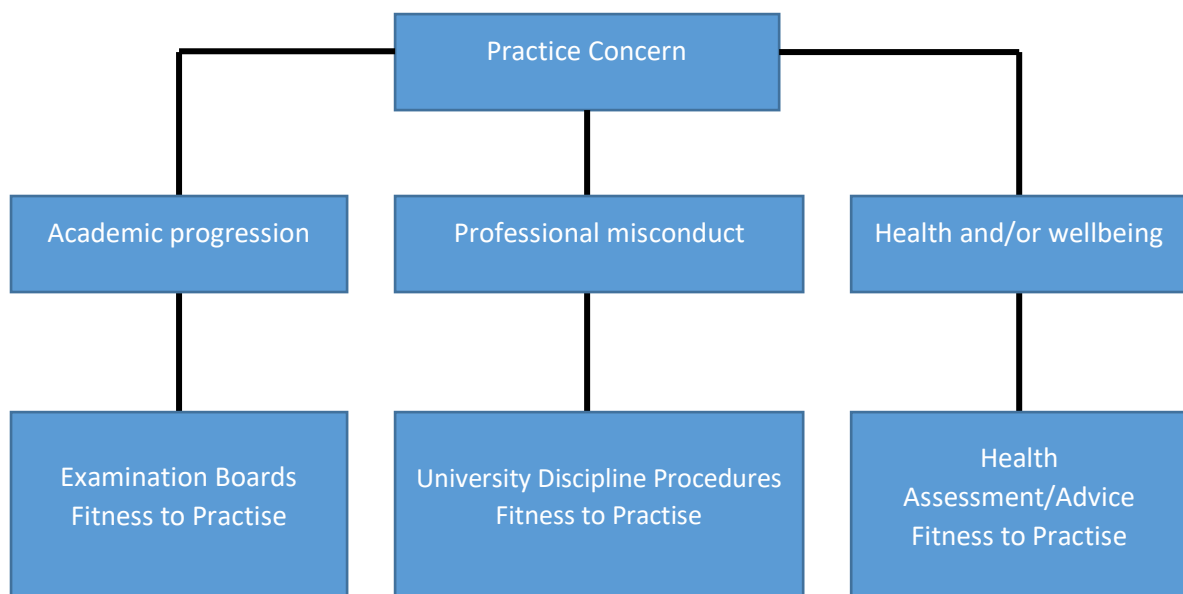 Practice Concern
Academic progression
Professional misconduct
Health and/or wellbeing
Examination Boards
Fitness to Practise
University Discipline Procedures
Fitness to Practise
Health
Assessment/Advice
Fitness to Practise